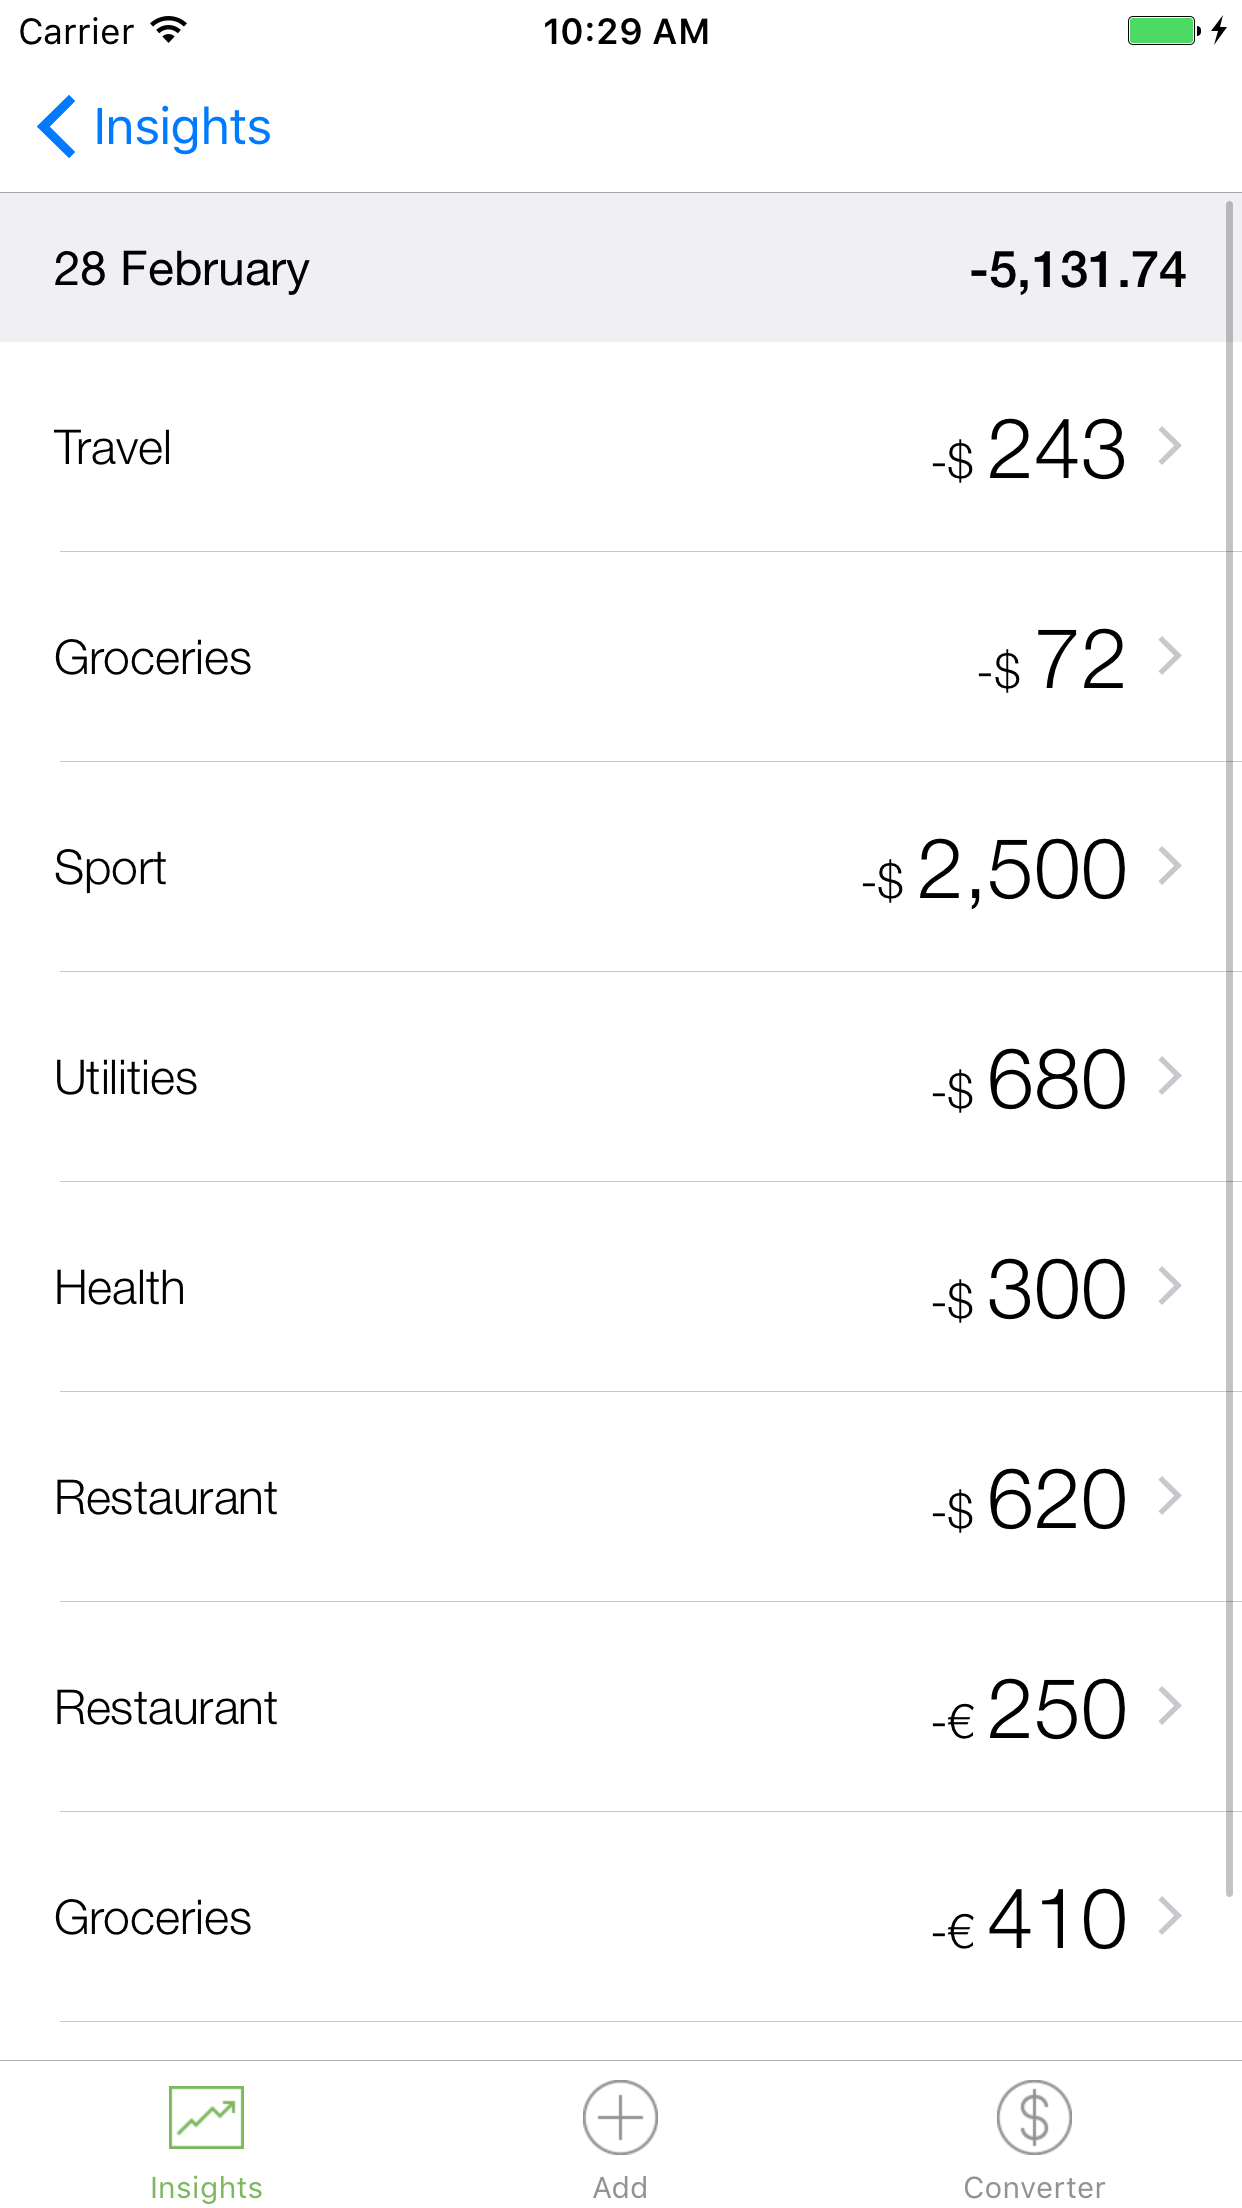 Carrier 10:29 AM
Insights
28 February -5,131.74
Travel -$ 243
Groceries -$ 72
Sport -$ 2,500
Utilities -$ 680
Health -$ 300
Restaurant -$ 620
Restaurant -€ 250
Groceries -€ 410
Insights Add Converter